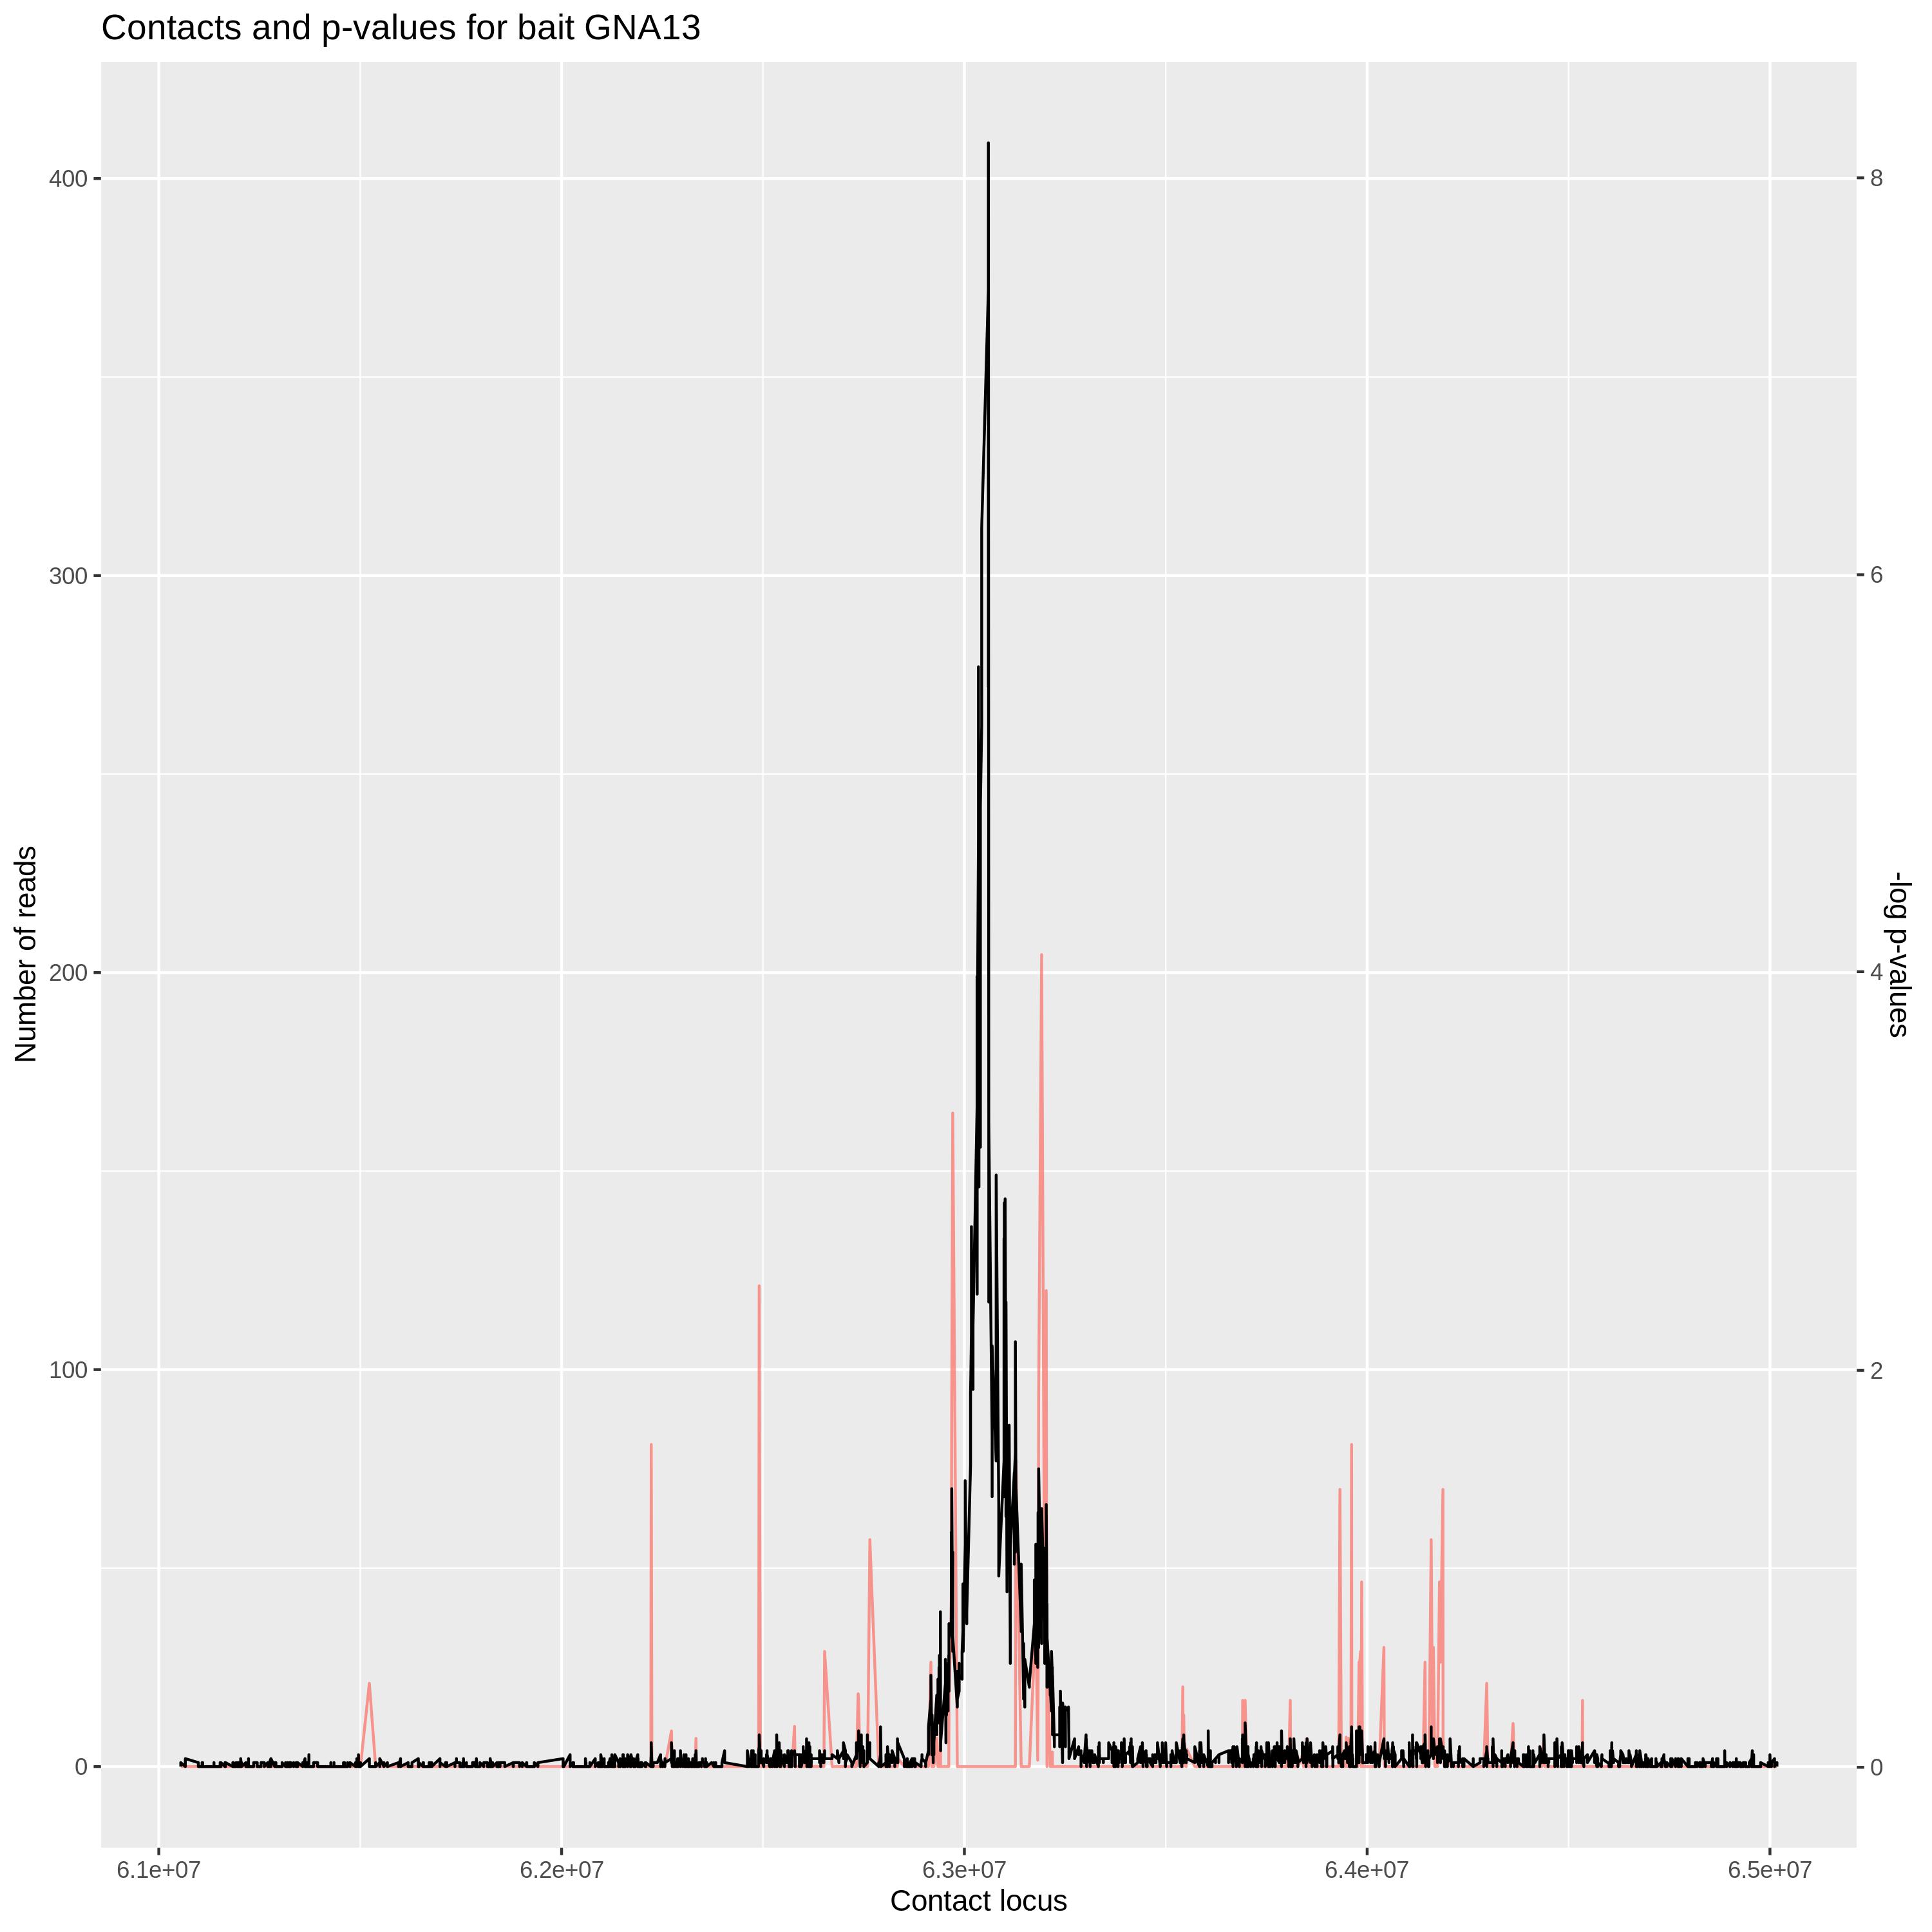 Contacts and p-values for bait GNA13
400
300
200
100
0
8
6
4
2
0
Number of reads
-log p-values
6.1e+07 6.2e+07 6.3e+07 6.4e+07 6.5e+07
Contact locus